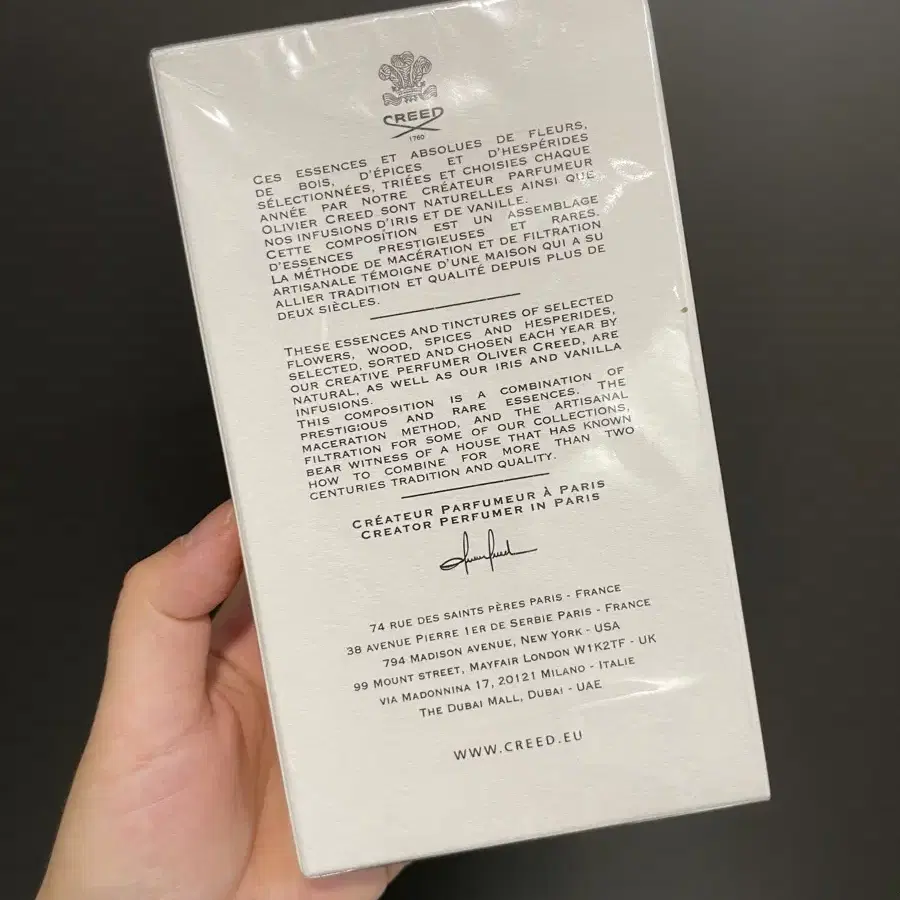 CREED
1760
CES ESSENCES ET ABSOLUES DE FLEURS,
DE BOIS, D'ÉPICES ET D'HESPÉRIDES
SÉLECTIONNÉES, TRIÉES ET CHOISIES CHAQUE
ANNÉE PAR NOTRE CRÉATEUR PARFUMEUR
OLIVIER CREED SONT NATURELLES AINSI QUE
NOS INFUSIONS D'IRIS ET DE VANILLE.
CETTE COMPOSITION EST UN ASSEMBLAGE
D'ESSENCES PRESTIGIEUSES ET RARES.
LA MÉTHODE DE MACÉRATION ET DE FILTRATION
ARTISANALE TÉMOIGNE D'UNE MAISON QUI A SU
ALLIER TRADITION ET QUALITÉ DEPUIS PLUS DE
DEUX SIÈCLES.
THESE ESSENCES AND TINCTURES OF SELECTED
FLOWERS, WOOD, SPICES AND HESPERIDES,
SELECTED, SORTED AND CHOSEN EACH YEAR BY
OUR CREATIVE PERFUMER OLIVER CREED, ARE
NATURAL, AS WELL AS OUR IRIS AND VANILLA
INFUSIONS.
THIS COMPOSITION IS A COMBINATION OF
PRESTIGIOUS AND RARE ESSENCES. THE
MACERATION METHOD, AND THE ARTISANAL
FILTRATION FOR SOME OF OUR COLLECTIONS,
BEAR WITNESS OF A HOUSE THAT HAS KNOWN
HOW TO COMBINE FOR MORE THAN TWO
CENTURIES TRADITION AND QUALITY.
CRÉATEUR PARFUMEUR À PARIS
CREATOR PERFUMER IN PARIS
74 RUE DES SAINTS PÈRES PARIS - FRANCE
38 AVENUE PIERRE 1ER DE SERBIE PARIS - FRANCE
794 MADISON AVENUE, NEW YORK - USA
99 MOUNT STREET, MAYFAIR LONDON W1K2TF - UK
VIA MADONNINA 17, 20121 MILANO - ITALIE
THE DUBAI MALL, DUBAI - UAE
WWW.CREED.EU